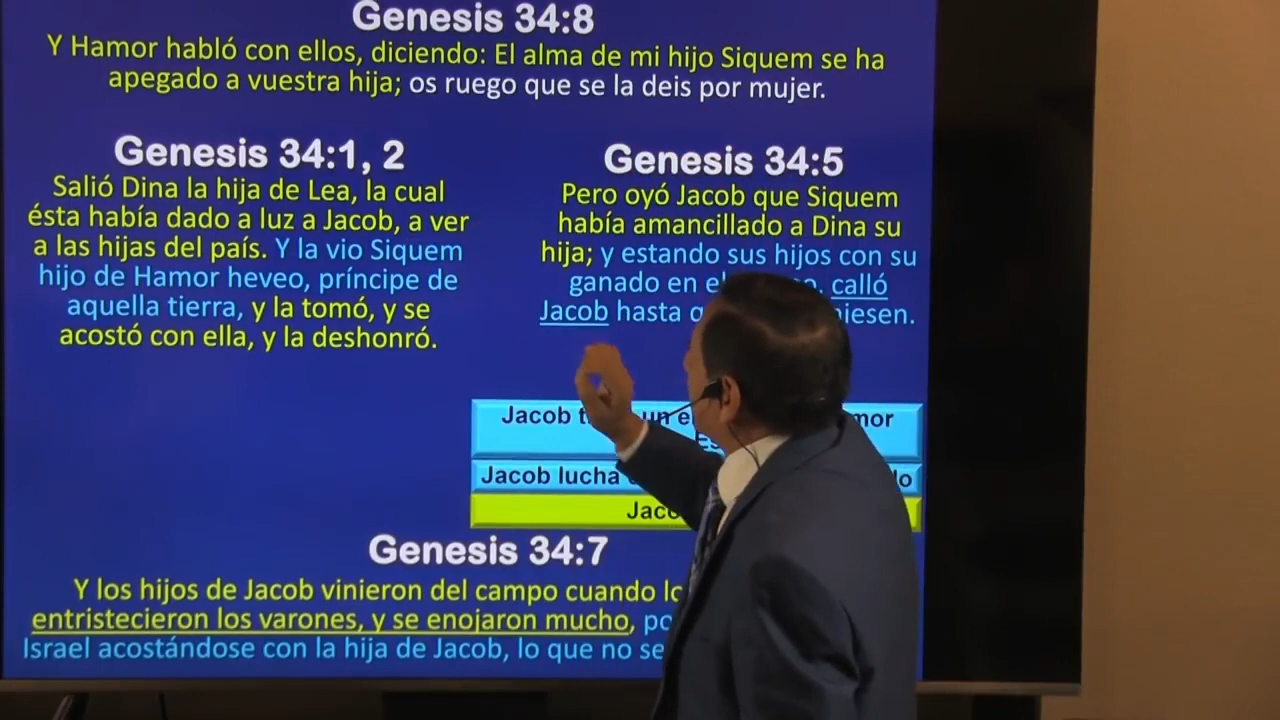 Genesis 34:8
Y Hamor habló con ellos, diciendo: El alma de mi hijo Siquem se ha
apegado a vuestra hija; os ruego que se la deis por mujer.
Genesis 34:1, 2
Salió Dina la hija de Lea, la cual
ésta había dado a luz a Jacob, a ver
a las hijas del país. Y la vio Siquem
hijo de Hamor heveo, príncipe de
aquella tierra, y la tomó, y se
acostó con ella, y la deshonró.
Genesis 34:5
Pero oyó Jacob que Siquem
había amancillado a Dina su
hija; y estando sus hijos con su
ganado en calló
Jacob hasta
Jacob
Jacob lucha
Genesis 34:7
Y los hijos de Jacob vinieron del campo cuando
entristecieron los varones, y se enojaron mucho,
Israel acostándose con la hija de Jacob, lo que no